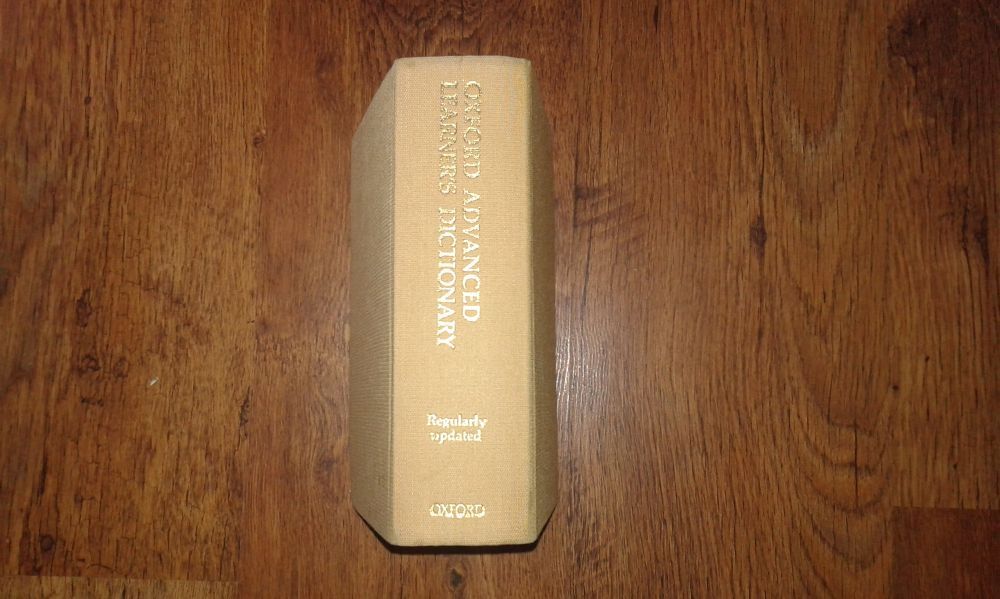 OXFORD ADVANCED
LEARNER'S DICTIONARY
Regularly
updated
OXFORD